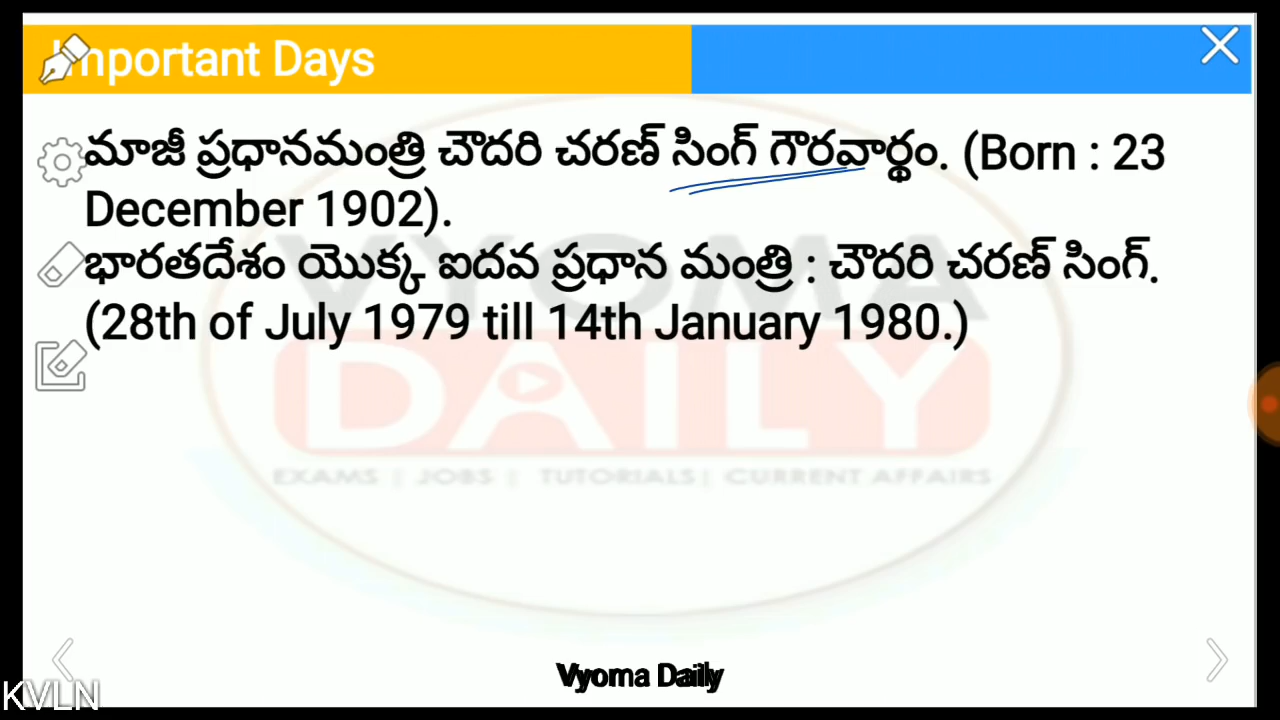 Important Days
మాజీ ప్రధానమంత్రి చౌదరి చరణ్ సింగ్ గౌరవార్థం. (Born : 23
December 1902).
భారతదేశం యొక్క ఐదవ ప్రధాన మంత్రి : చౌదరి చరణ్ సింగ్.
(28th of July 1979 till 14th January 1980.)
VYOMA
DAILY
EXAMS | JOBS | TUTORIALS | CURRENT AFFAIRS
Vyoma Daily
KVLN